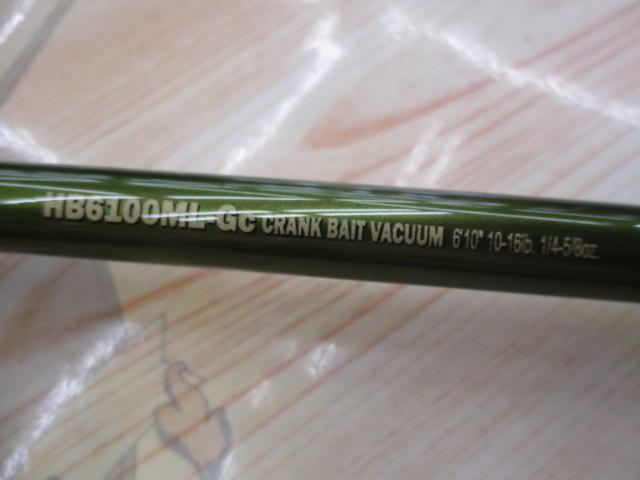 HB6100ML-Gc CRANK BAIT VACUUM 6'10" 10-16lb. 1/4-5/8oz.